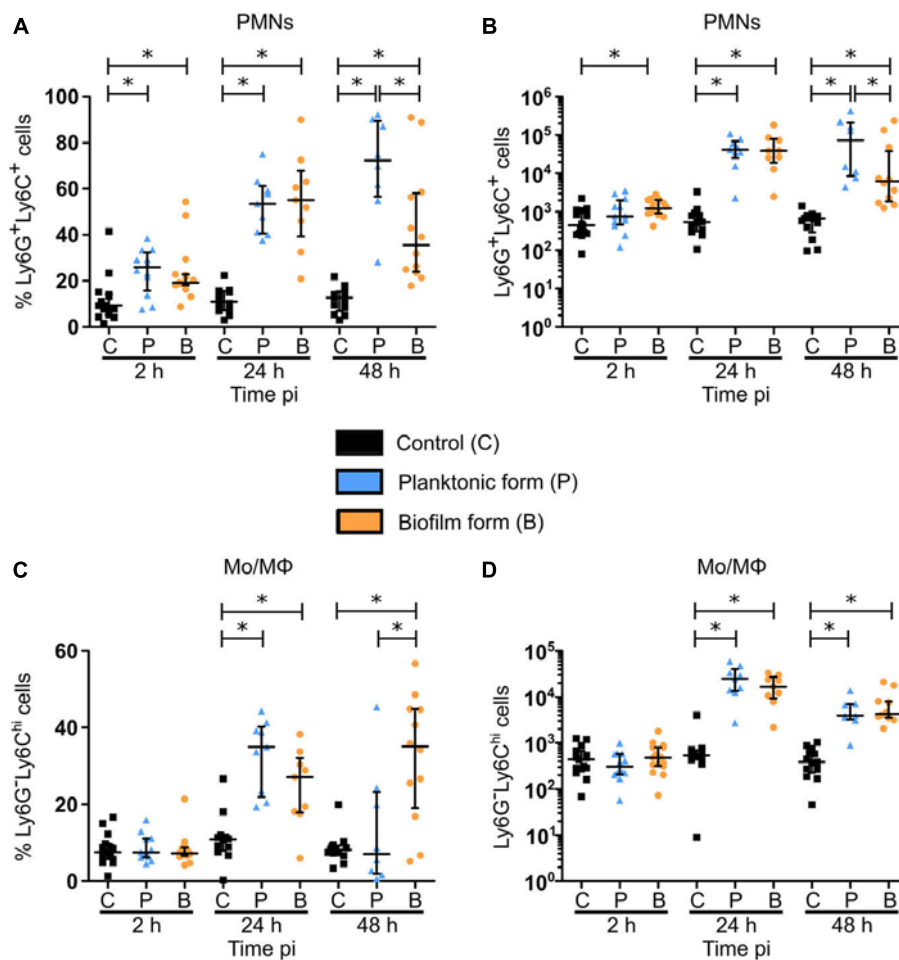 A
PMNs
* * *
* * * *
% Ly6G⁺Ly6C⁺ cells
100
80
60
40
20
0
C P B C P B C P B
2 h 24 h 48 h
Time pi
B
PMNs
* * *
* * *
Ly6G⁺Ly6C⁺ cells
10⁶
10⁵
10⁴
10³
10²
10¹
10⁰
C P B C P B C P B
2 h 24 h 48 h
Time pi
Control (C)
Planktonic form (P)
Biofilm form (B)
C
Mo/MΦ
* *
* *
% Ly6G⁻Ly6Cʰⁱ cells
60
40
20
0
C P B C P B C P B
2 h 24 h 48 h
Time pi
D
Mo/MΦ
* *
* *
Ly6G⁻Ly6Cʰⁱ cells
10⁵
10⁴
10³
10²
10¹
10⁰
C P B C P B C P B
2 h 24 h 48 h
Time pi